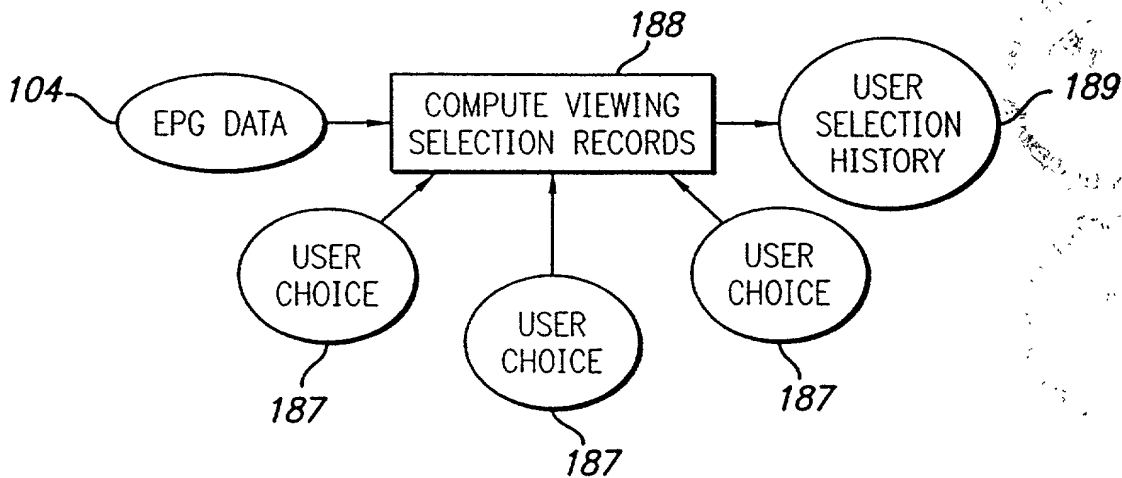 188
104
EPG DATA
COMPUTE VIEWING
SELECTION RECORDS
USER
SELECTION
HISTORY
189
USER
CHOICE
187
USER
CHOICE
187
USER
CHOICE
187